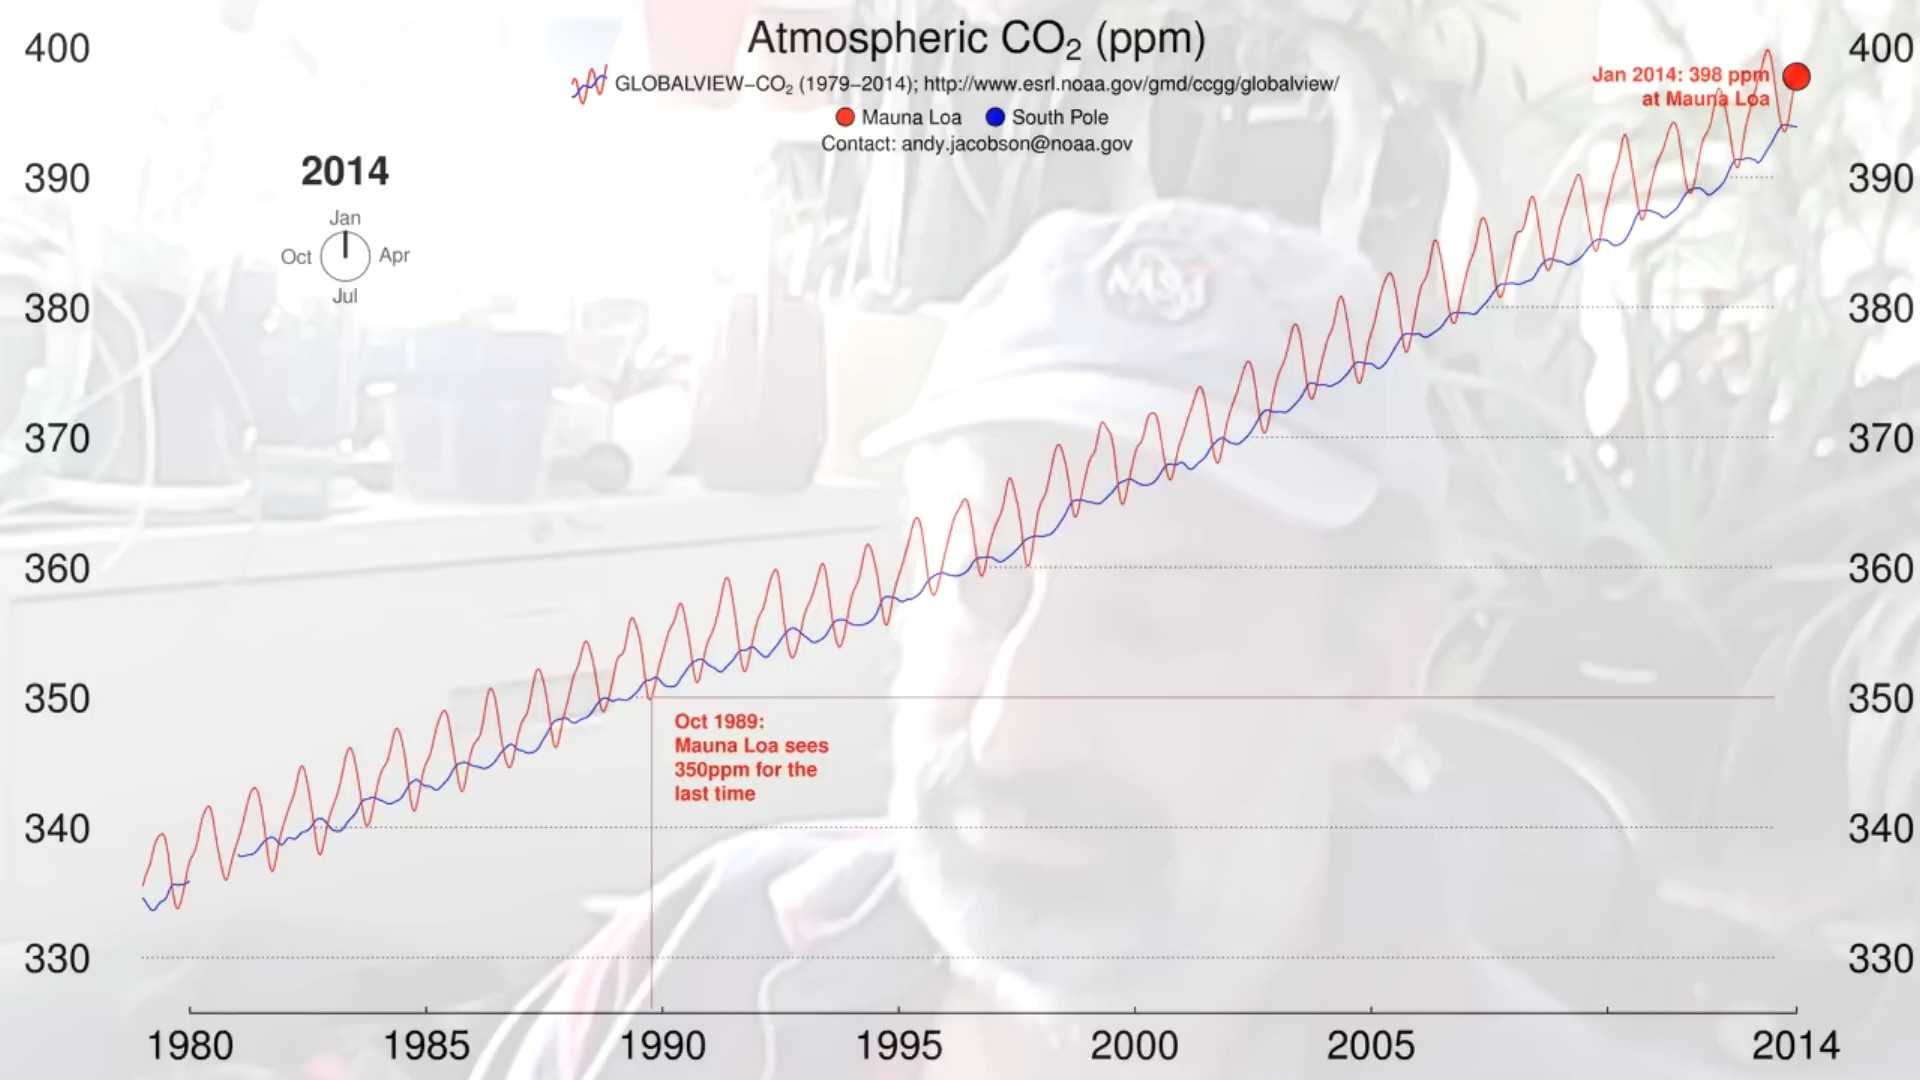 Atmospheric CO₂ (ppm)
GLOBALVIEW−CO₂ (1979−2014); http://www.esrl.noaa.gov/gmd/ccgg/globalview/
Mauna Loa South Pole
Contact: andy.jacobson@noaa.gov
2014
Jan
Oct Apr
Jul
Jan 2014: 398 ppm
at Mauna Loa
400 400
390 390
380 380
370 370
360 360
350 350
340 340
330 330
Oct 1989:
Mauna Loa sees
350ppm for the
last time
1980 1985 1990 1995 2000 2005 2014